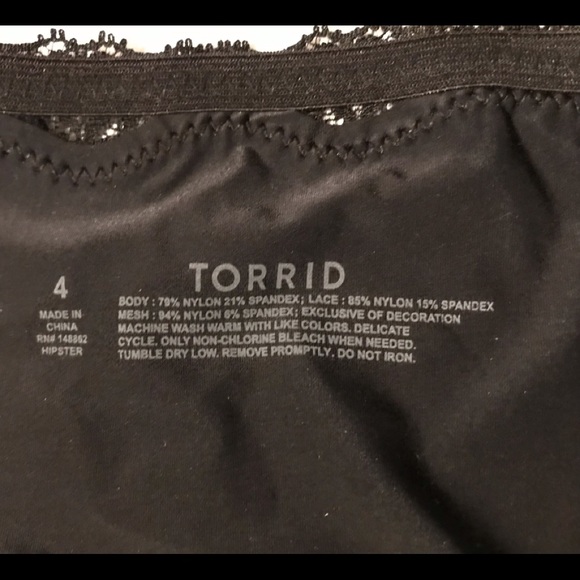 4
MADE IN
CHINA
RN# 148862
HIPSTER
TORRID
BODY : 79% NYLON 21% SPANDEX; LACE : 85% NYLON 15% SPANDEX
MESH : 94% NYLON 6% SPANDEX; EXCLUSIVE OF DECORATION
MACHINE WASH WARM WITH LIKE COLORS. DELICATE
CYCLE. ONLY NON-CHLORINE BLEACH WHEN NEEDED.
TUMBLE DRY LOW. REMOVE PROMPTLY. DO NOT IRON.